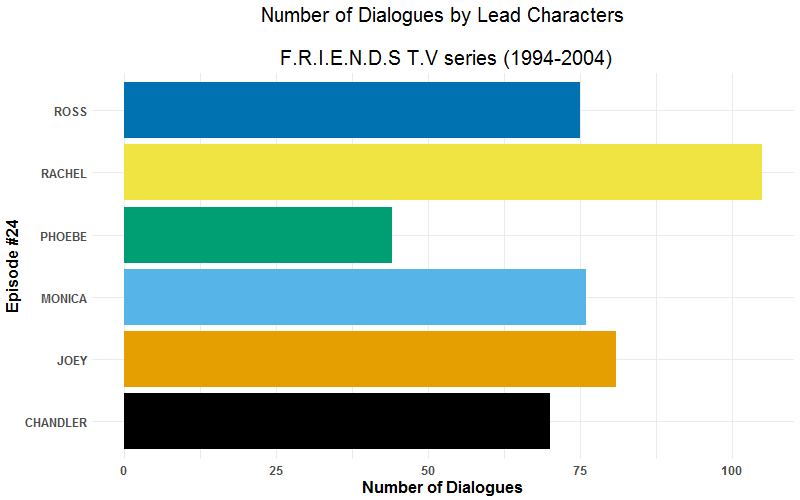 Number of Dialogues by Lead Characters
F.R.I.E.N.D.S T.V series (1994-2004)
Episode #24
ROSS
RACHEL
PHOEBE
MONICA
JOEY
CHANDLER
0 25 50 75 100
Number of Dialogues